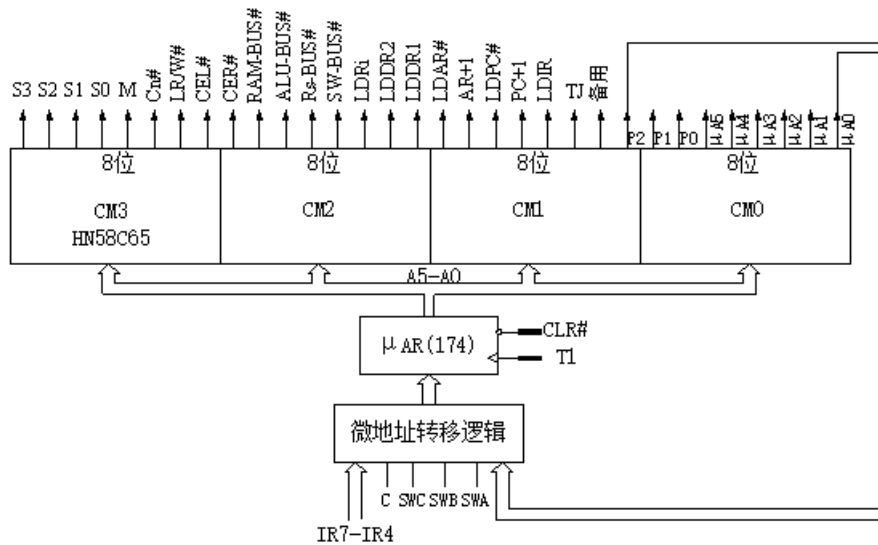 S3 S2 S1 S0 M Cn# LR/W# CEL# CER# RAM-BUS# ALU-BUS# Rs-BUS# SW-BUS# LDRi LDDR2 LDDR1 LDAR# AR+1 LDPC# PC+1 LDIR TJ 备用
P2 P1 P0 μA5 μA4 μA3 μA2 μA1 μA0
8位 8位 8位 8位
CM3 CM2 CM1 CM0
HN58C65
A5-A0
μAR(174)
CLR#
T1
微地址转移逻辑
C SWC SWB SWA
IR7-IR4